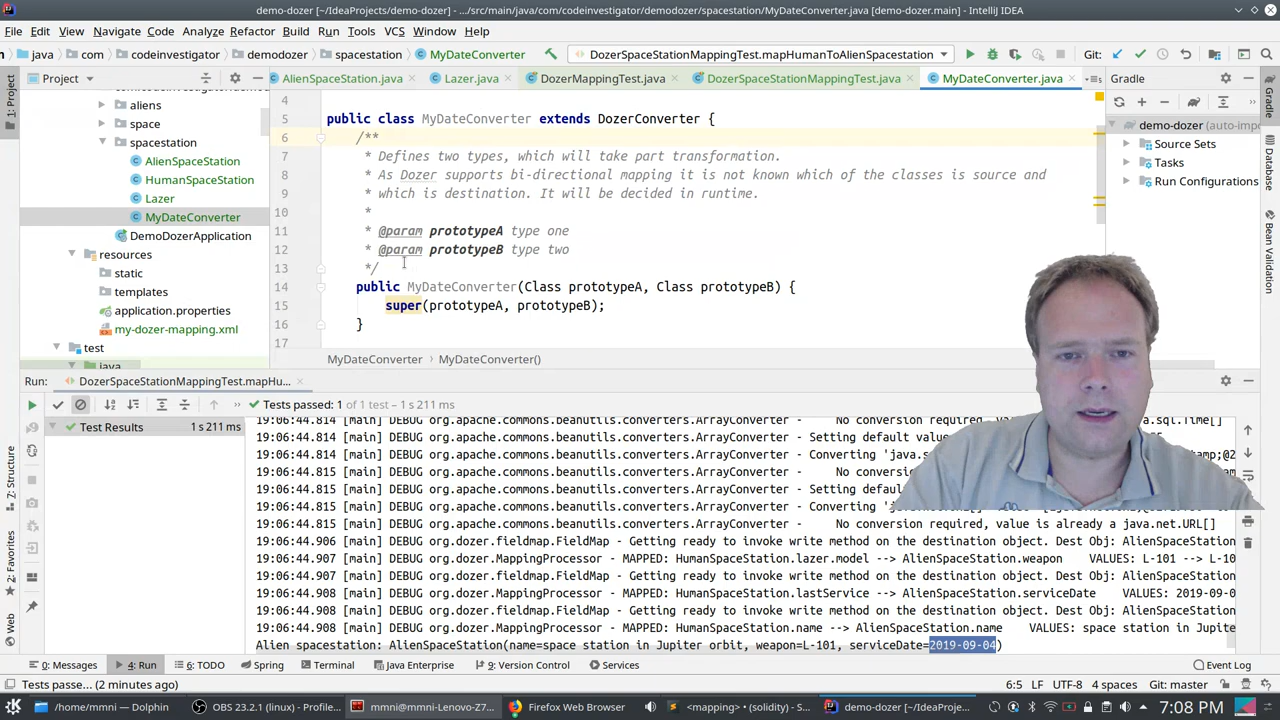 demo-dozer [~/IdeaProjects/demo-dozer] - .../src/main/java/com/codeinvestigator/demodozer/spacestation/MyDateConverter.java [demo-dozer.main] - IntelliJ IDEA
File Edit View Navigate Code Analyze Refactor Build Run Tools VCS Window Help
java com codeinvestigator demodozer spacestation MyDateConverter DozerSpaceStationMappingTest.mapHumanToAlienSpacestation Git:
1: Project
Project
AlienSpaceStation.java Lazer.java DozerMappingTest.java DozerSpaceStationMappingTest.java MyDateConverter.java Gradle
aliens
space
spacestation
AlienSpaceStation
HumanSpaceStation
Lazer
MyDateConverter
DemoDozerApplication
resources
static
templates
application.properties
my-dozer-mapping.xml
test
java
4
5 public class MyDateConverter extends DozerConverter {
6 /**
7 * Defines two types, which will take part transformation.
8 * As Dozer supports bi-directional mapping it is not known which of the classes is source and
9 * which is destination. It will be decided in runtime.
10 *
11 * @param prototypeA type one
12 * @param prototypeB type two
13 */
14 public MyDateConverter(Class prototypeA, Class prototypeB) {
15 super(prototypeA, prototypeB);
16 }
17
MyDateConverter MyDateConverter()
demo-dozer (auto-impo
Source Sets
Tasks
Run Configurations
Gradle
Database
Bean Validation
Run: DozerSpaceStationMappingTest.mapHu...
Tests passed: 1 of 1 test – 1 s 211 ms
Test Results 1 s 211 ms
19:06:44.814 [main] DEBUG org.apache.commons.beanutils.converters.ArrayConverter - No conversion required, java.sql.Time[]
19:06:44.814 [main] DEBUG org.apache.commons.beanutils.converters.ArrayConverter - Setting default valu
19:06:44.814 [main] DEBUG org.apache.commons.beanutils.converters.ArrayConverter - Converting 'java.s
19:06:44.815 [main] DEBUG org.apache.commons.beanutils.converters.ArrayConverter - No conversi
19:06:44.815 [main] DEBUG org.apache.commons.beanutils.converters.ArrayConverter - Setting defa
19:06:44.815 [main] DEBUG org.apache.commons.beanutils.converters.ArrayConverter - Converting
19:06:44.815 [main] DEBUG org.apache.commons.beanutils.converters.ArrayConverter - No conversion required, value is already a java.net.URL[]
19:06:44.906 [main] DEBUG org.dozer.fieldmap.FieldMap - Getting ready to invoke write method on the destination object. Dest Obj: AlienSpaceStation
19:06:44.907 [main] DEBUG org.dozer.MappingProcessor - MAPPED: HumanSpaceStation.lazer.model --> AlienSpaceStation.weapon VALUES: L-101 --> L-10
19:06:44.907 [main] DEBUG org.dozer.fieldmap.FieldMap - Getting ready to invoke write method on the destination object. Dest Obj: AlienSpaceStation
19:06:44.908 [main] DEBUG org.dozer.MappingProcessor - MAPPED: HumanSpaceStation.lastService --> AlienSpaceStation.serviceDate VALUES: 2019-09-0
19:06:44.908 [main] DEBUG org.dozer.fieldmap.FieldMap - Getting ready to invoke write method on the destination object. Dest Obj: AlienSpaceStation
19:06:44.908 [main] DEBUG org.dozer.MappingProcessor - MAPPED: HumanSpaceStation.name --> AlienSpaceStation.name VALUES: space station in Jupite
Alien spacestation: AlienSpaceStation(name=space station in Jupiter orbit, weapon=L-101, serviceDate=2019-09-04)
7: Structure
2: Favorites
Web
0: Messages 4: Run 6: TODO Spring Terminal Java Enterprise 9: Version Control Services Event Log
Tests passe... (2 minutes ago) 6:5 LF UTF-8 4 spaces Git: master
/home/mmni — Dolphin OBS 23.2.1 (linux) - Profile... mmni@mmni-Lenovo-Z7... Firefox Web Browser <mapping> • (solidity) — S... demo-dozer [~/IdeaProjec... 7:08 PM